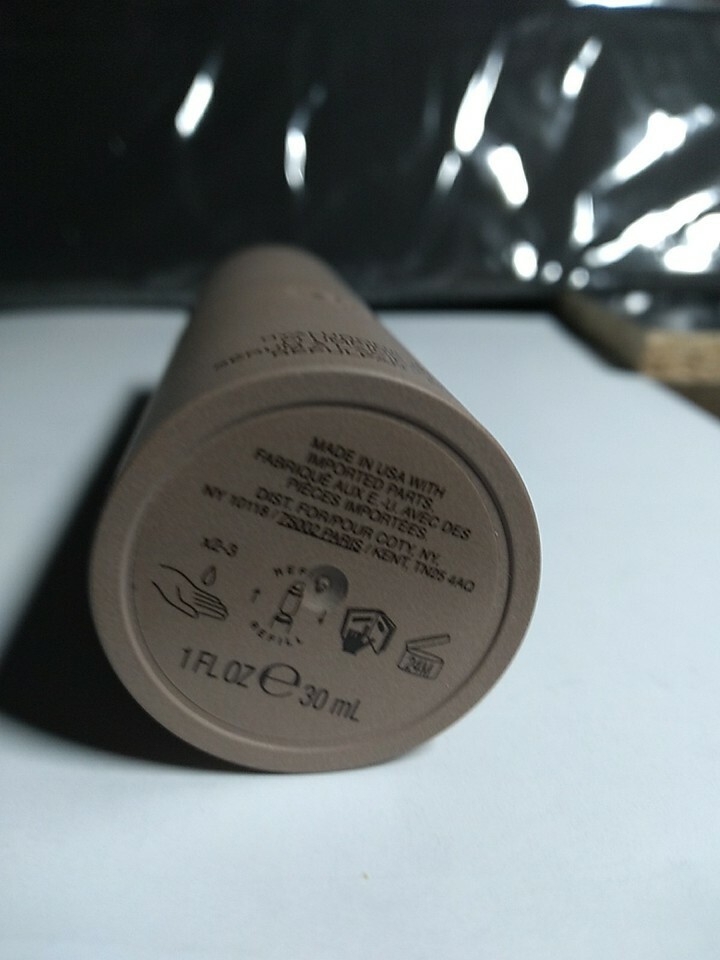 MADE IN USA WITH
IMPORTED PARTS.
FABRIQUÉ AUX E.-U. AVEC DES
PIÈCES IMPORTÉES.
DIST. FOR/POUR COTY, NY,
NY 10118 / 75002 PARIS / KENT, TN25 4AQ
x2-3
REFILL
24M
1 FL OZ e 30 mL